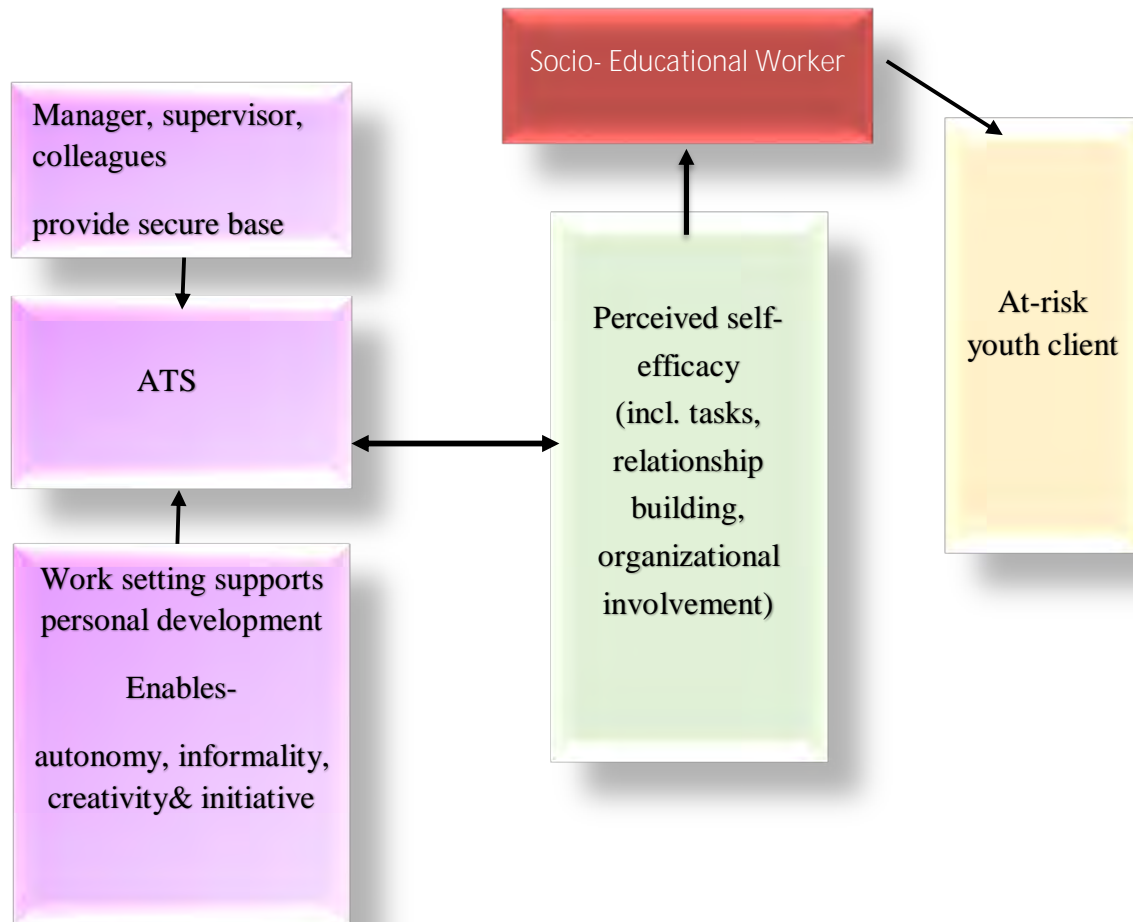 Socio- Educational Worker
Manager, supervisor,
colleagues
provide secure base
ATS
Work setting supports
personal development
Enables-
autonomy, informality,
creativity& initiative
Perceived self-
efficacy
(incl. tasks,
relationship
building,
organizational
involvement)
At-risk
youth client